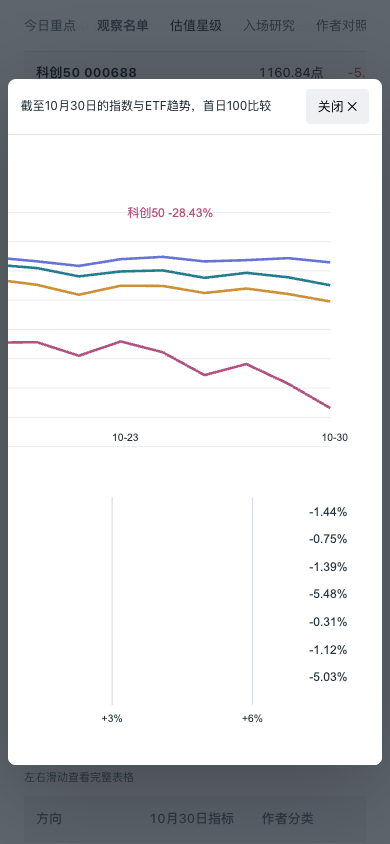 今日重点 观察名单 估值星级 入场研究 作者对照
科创50 000688 1160.84点 -5.
截至10月30日的指数与ETF趋势，首日100比较 关闭 ×
科创50 -28.43%
10-23 10-30
-1.44%
-0.75%
-1.39%
-5.48%
-0.31%
-1.12%
-5.03%
+3% +6%
左右滑动查看完整表格
方向 10月30日指标 作者分类